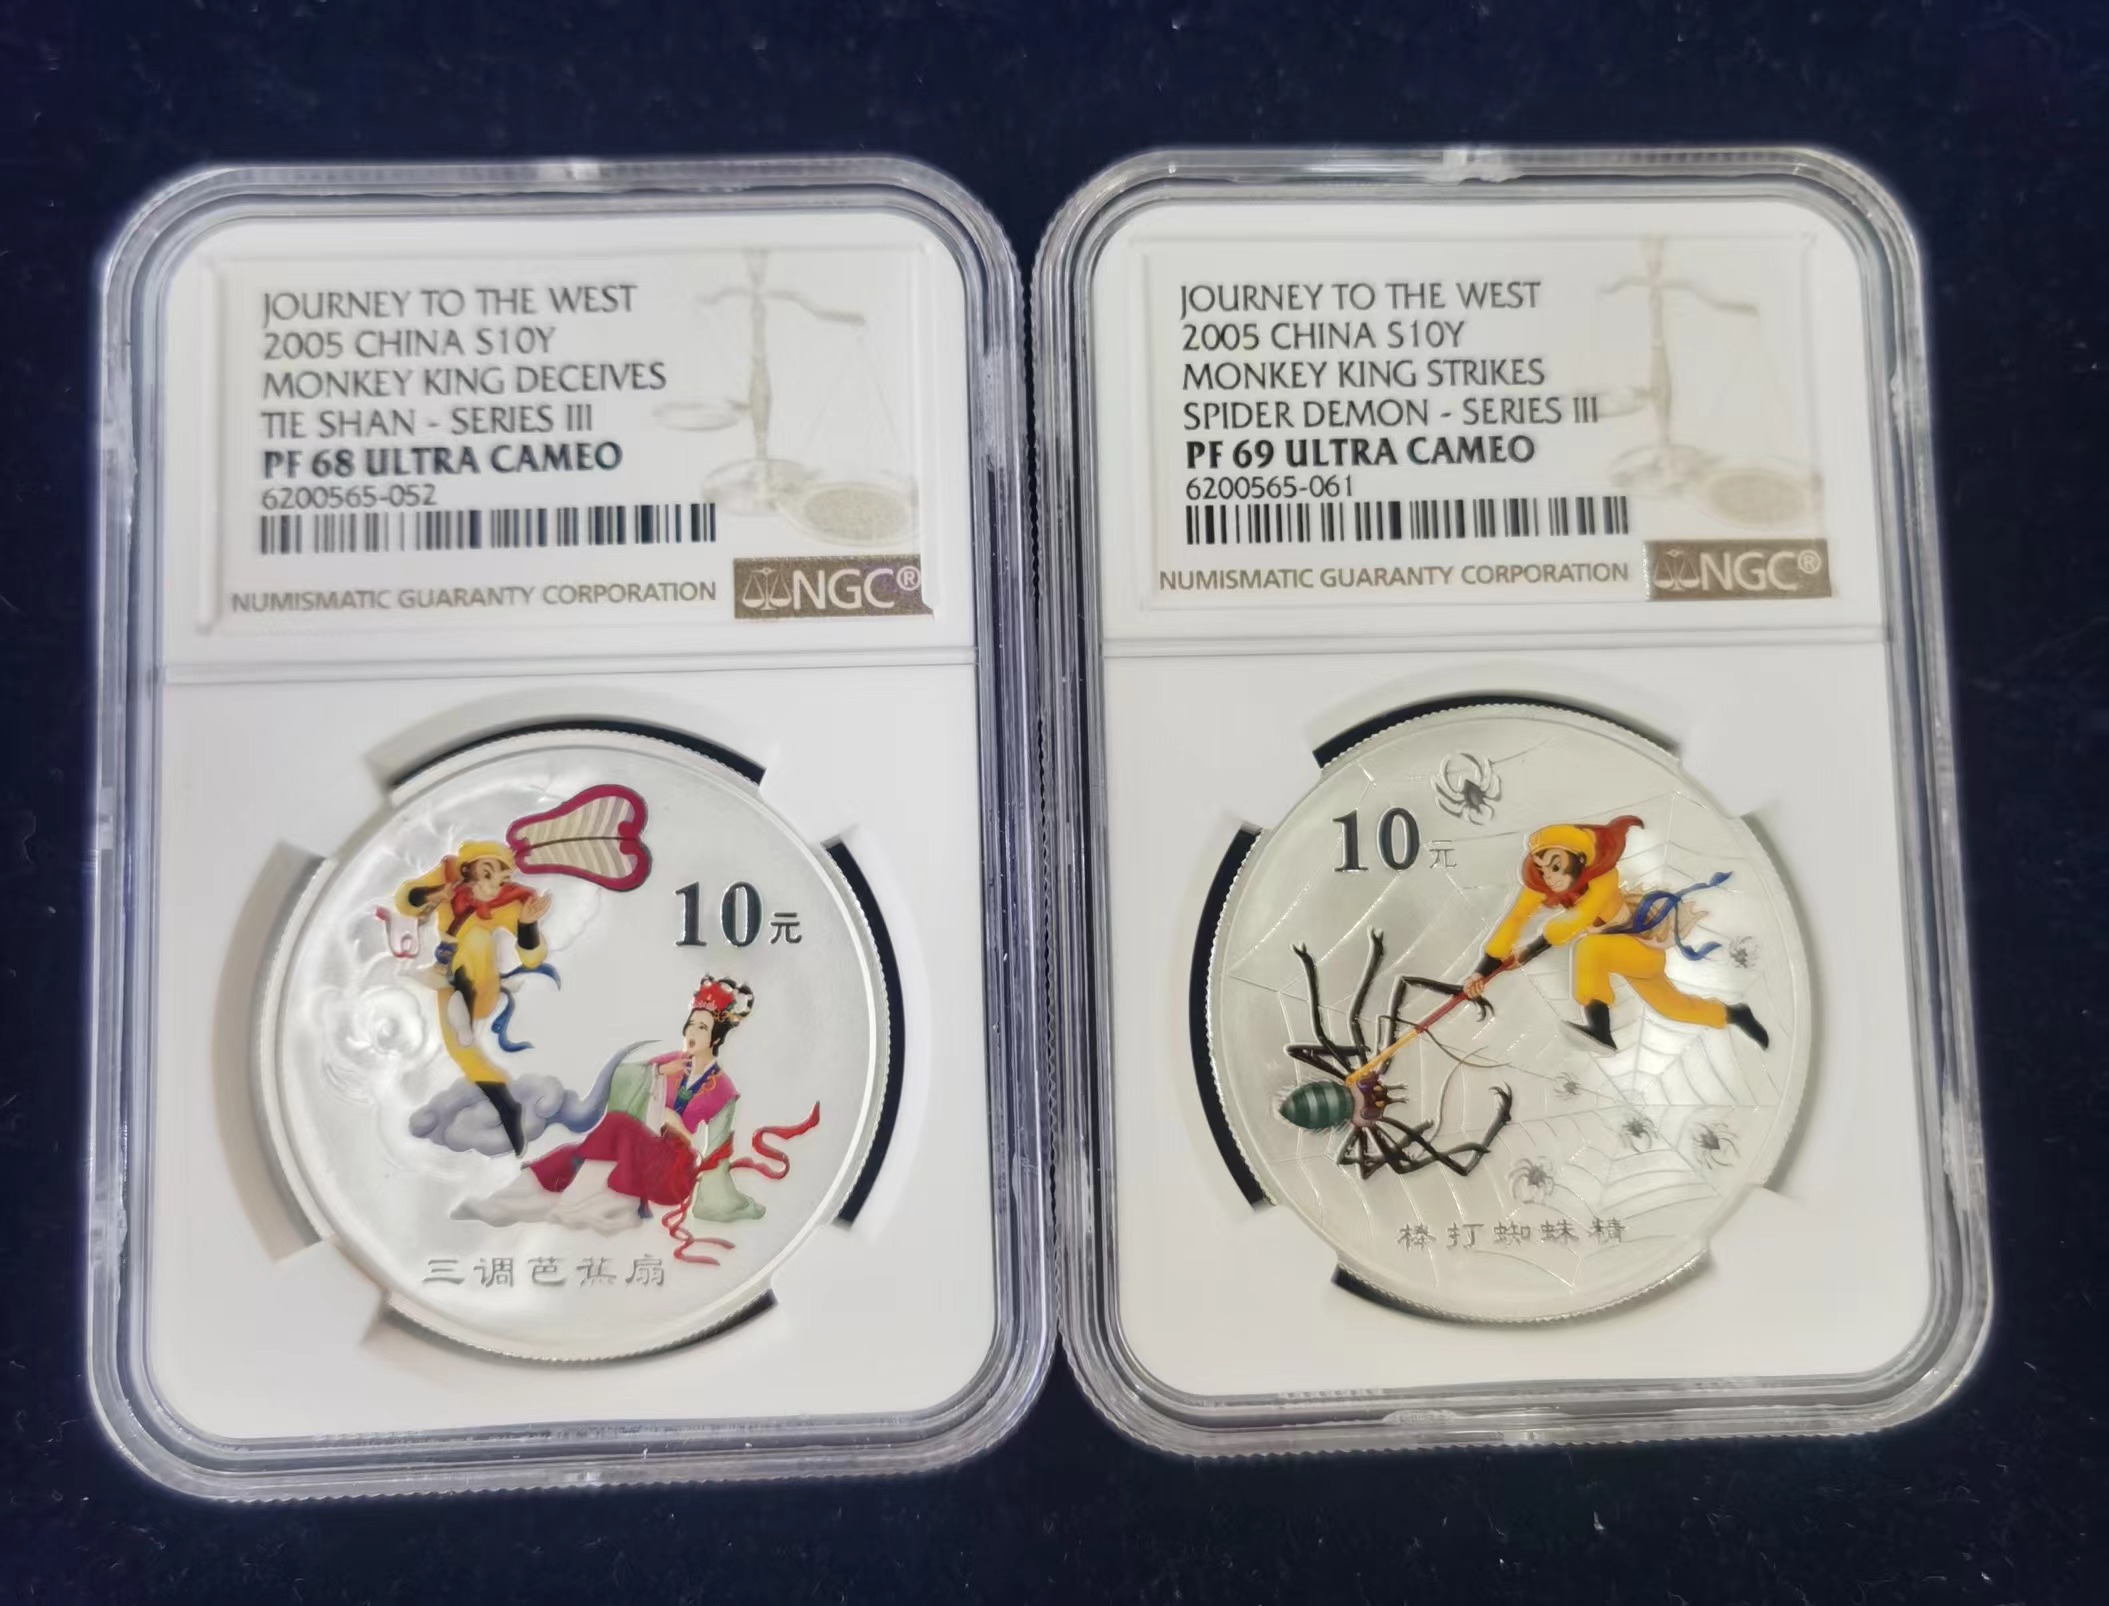 JOURNEY TO THE WEST
2005 CHINA S10Y
MONKEY KING DECEIVES
TIE SHAN - SERIES III
PF 68 ULTRA CAMEO
6200565-052
NUMISMATIC GUARANTY CORPORATION
NGC®
10元
三调芭蕉扇
JOURNEY TO THE WEST
2005 CHINA S10Y
MONKEY KING STRIKES
SPIDER DEMON - SERIES III
PF 69 ULTRA CAMEO
6200565-061
NUMISMATIC GUARANTY CORPORATION
NGC®
10元
棒打蜘蛛精